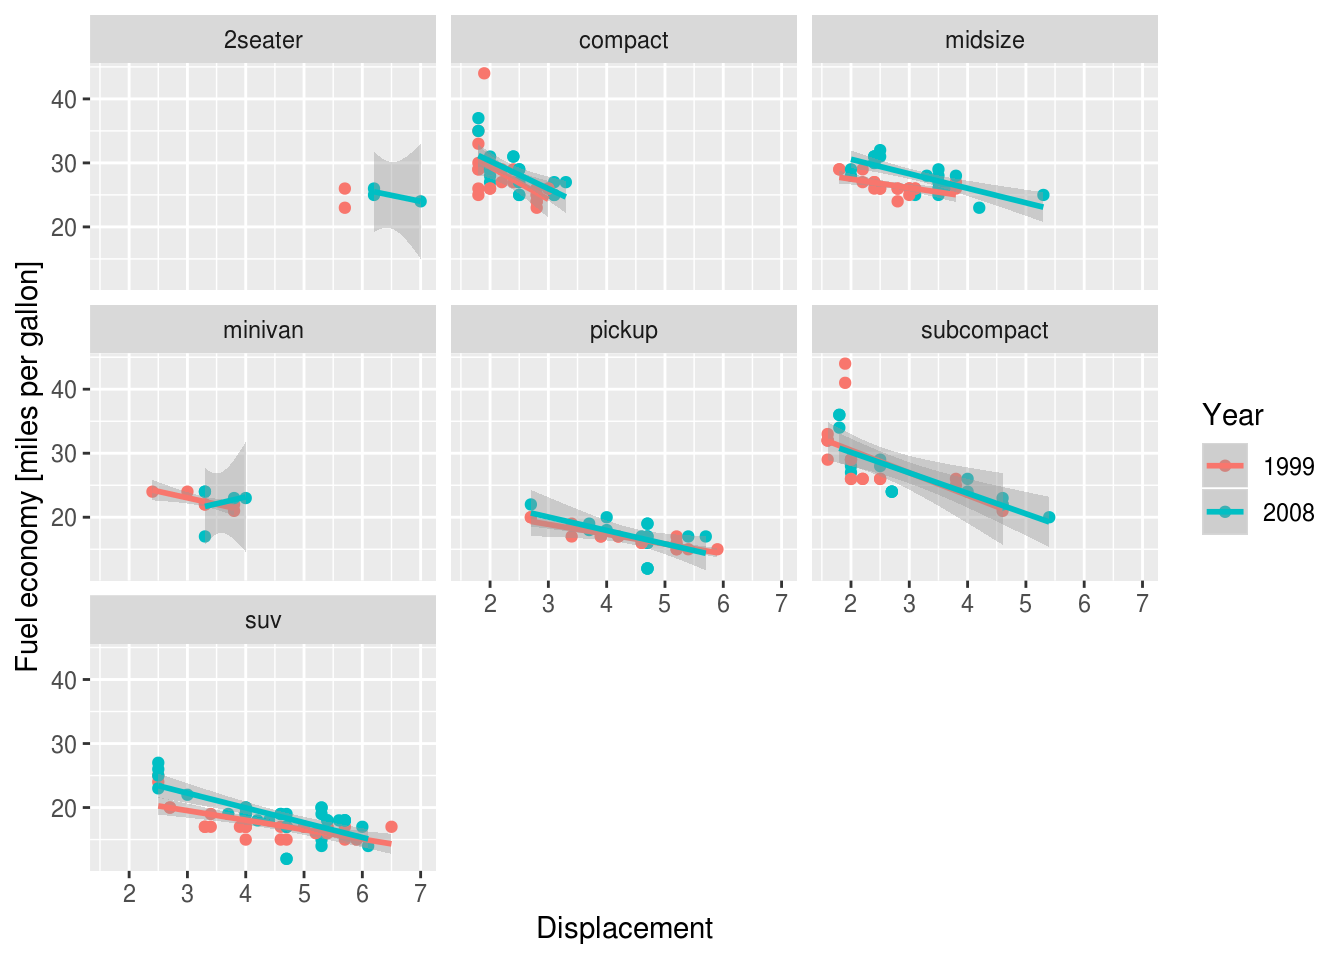 2seater
compact
midsize
40
30
20
minivan
pickup
subcompact
40
30
20
2 3 4 5 6 7
2 3 4 5 6 7
suv
40
30
20
2 3 4 5 6 7
Displacement
Fuel economy [miles per gallon]
Year
1999
2008